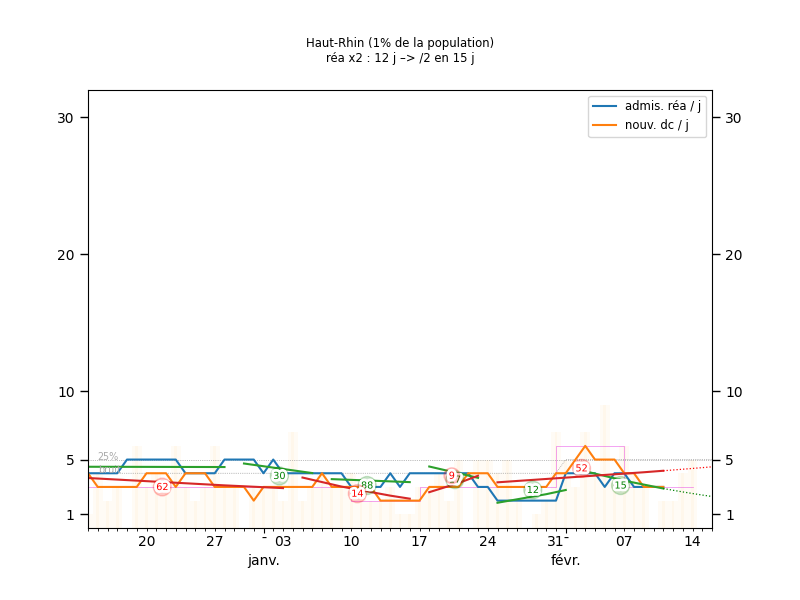 Haut-Rhin (1% de la population)
réa x2 : 12 j –> /2 en 15 j
admis. réa / j
nouv. dc / j
30 30
20 20
10 10
5 5
1 1
25%
62 30 14 88 9 12 52 15
20 27 03 10 17 24 31 07 14
janv. févr.